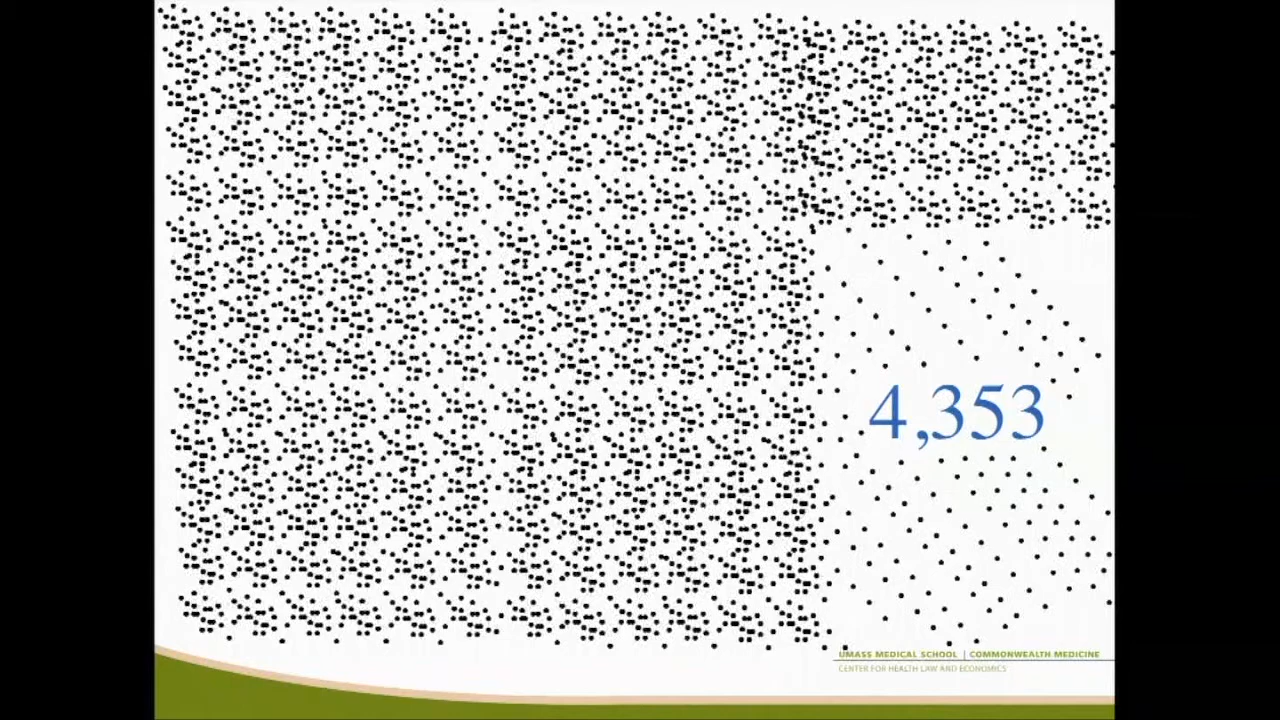 4,353
UMASS MEDICAL SCHOOL | COMMONWEALTH MEDICINE
CENTER FOR HEALTH LAW AND ECONOMICS